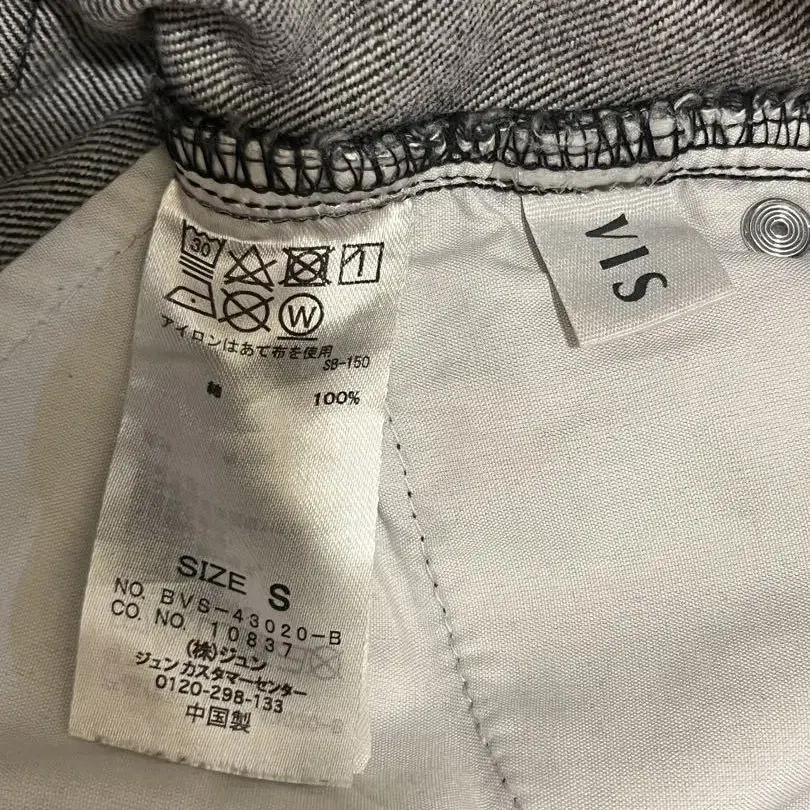 30
1
W
アイロンはあて布を使用
SB-150
綿 100%
SIZE S
NO. BVS-43020-B
CO. NO. 10837
(株)ジュン
ジュン カスタマーセンター
0120-298-133
中国製
VIS